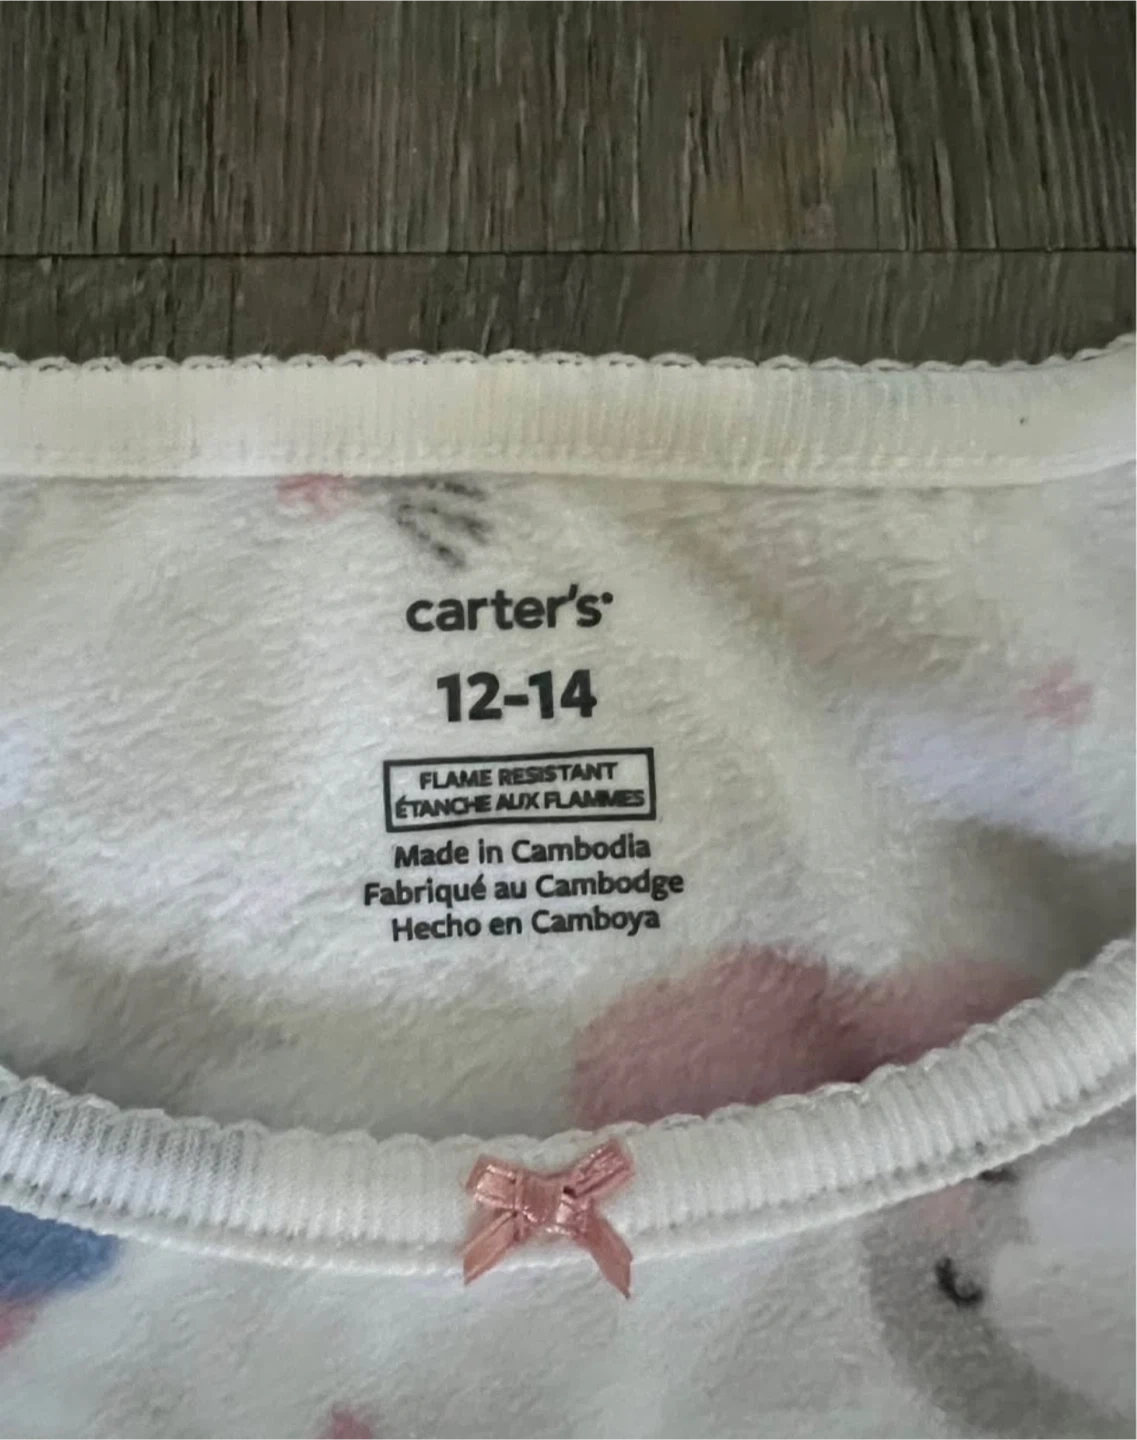 carter's
12-14
FLAME RESISTANT
ÉTANCHE AUX FLAMMES
Made in Cambodia
Fabriqué au Cambodge
Hecho en Camboya